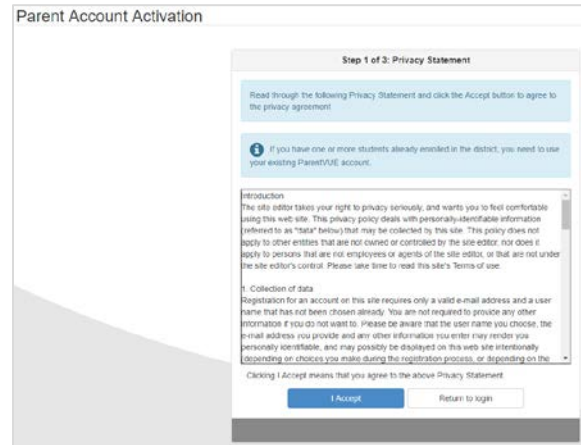 Parent Account Activation
Step 1 of 3: Privacy Statement
Read through the following Privacy Statement and click the Accept button to agree to
the privacy agreement
If you have one or more students already enrolled in the district, you need to use
your existing ParentVUE account.
Introduction
The site editor takes your right to privacy seriously, and wants you to feel comfortable
using this web site. This privacy policy deals with personally-identifiable information
(referred to as "data" below) that may be collected by this site. This policy does not
apply to other entities that are not owned or controlled by the site editor, nor does it
apply to persons that are not employees or agents of the site editor, or that are not under
the site editor's control. Please take time to read this site's Terms of use.
1. Collection of data
Registration for an account on this site requires only a valid e-mail address and a user
name that has not been chosen already. You are not required to provide any other
information if you do not want to. Please be aware that the user name you choose, the
e-mail address you provide and any other information you enter may render you
personally identifiable, and may possibly be displayed on this web site intentionally
(depending on choices you make during the registration process, or depending on the
Clicking I Accept means that you agree to the above Privacy Statement.
I Accept
Return to login